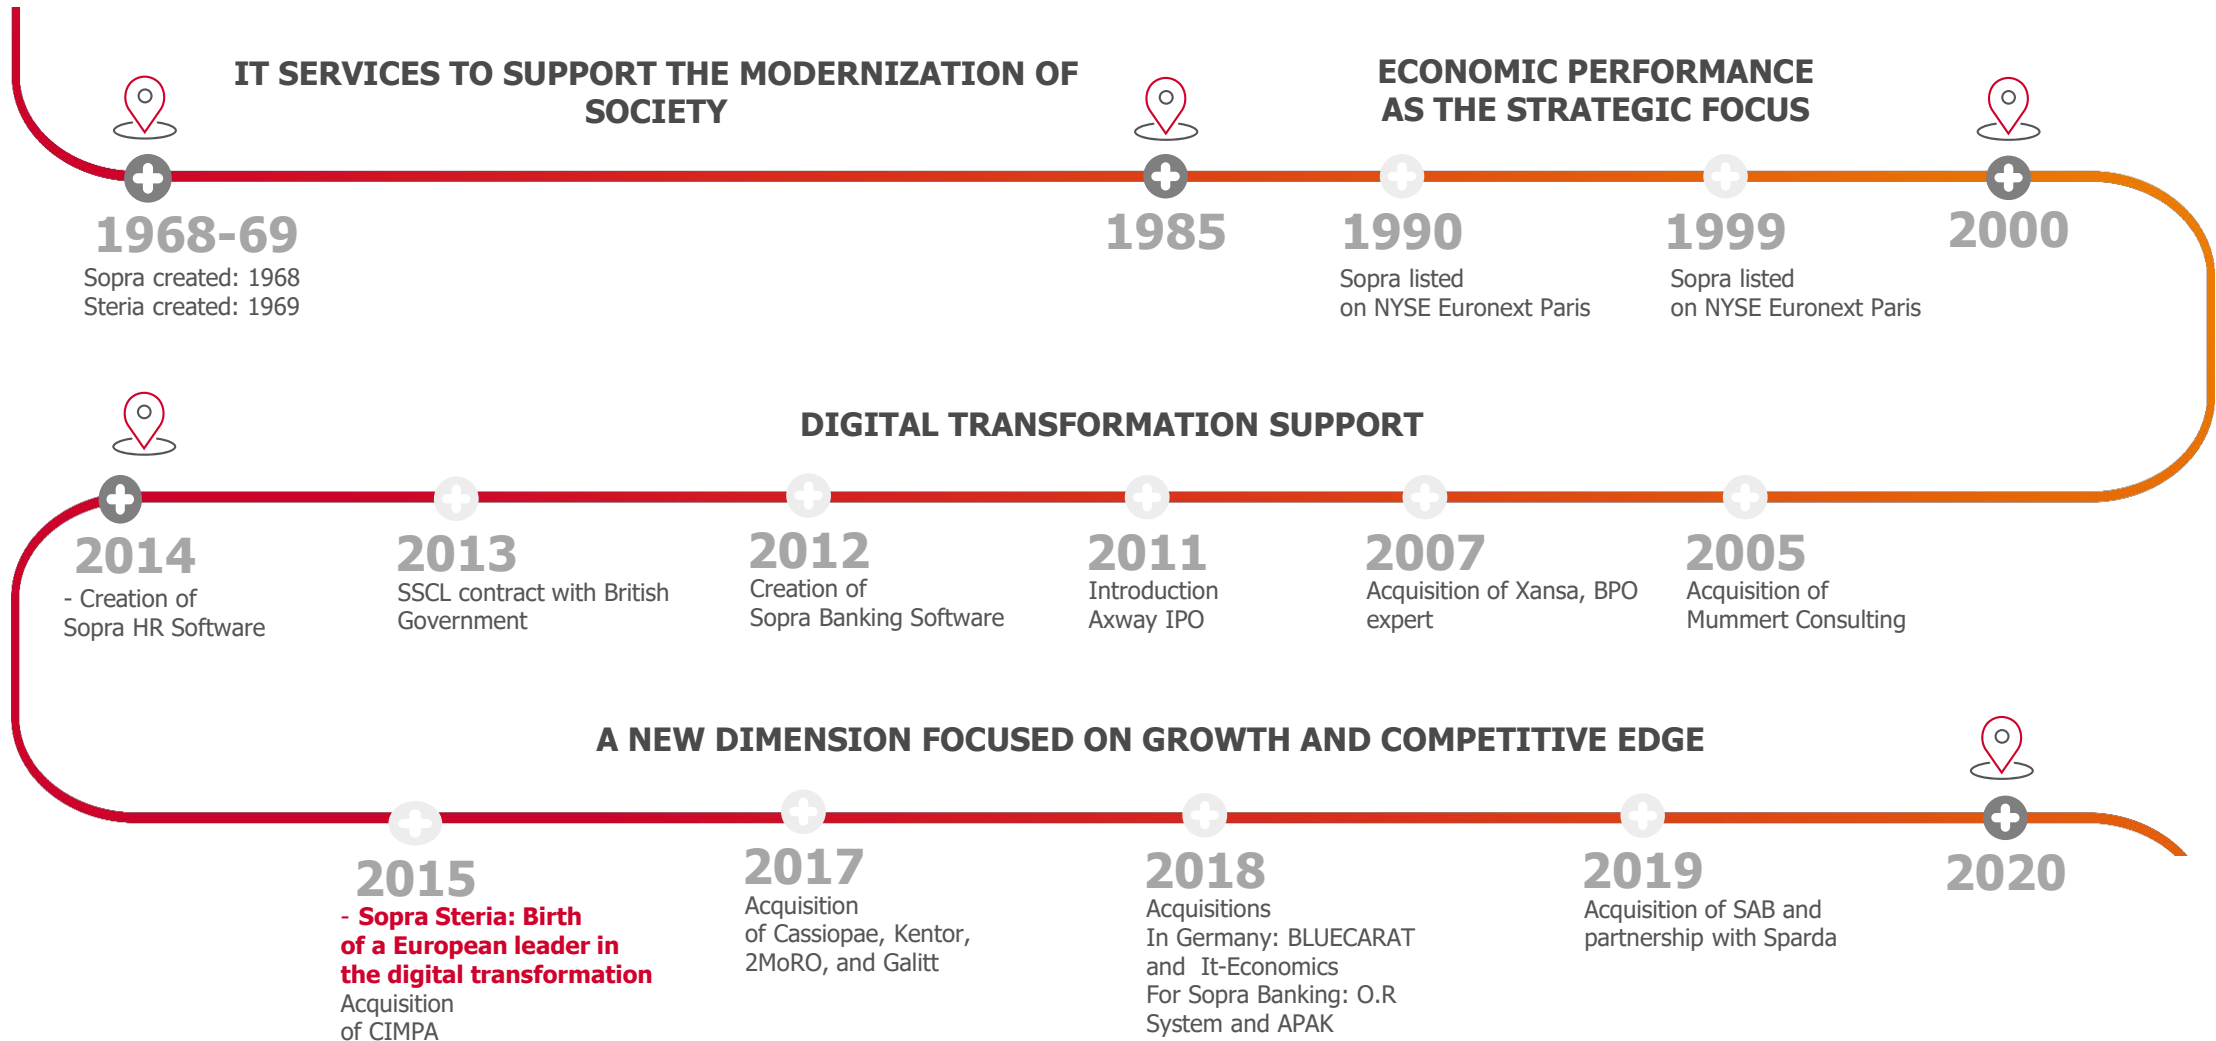 IT SERVICES TO SUPPORT THE MODERNIZATION OF
SOCIETY
ECONOMIC PERFORMANCE
AS THE STRATEGIC FOCUS
1968-69
Sopra created: 1968
Steria created: 1969
1985
1990
Sopra listed
on NYSE Euronext Paris
1999
Sopra listed
on NYSE Euronext Paris
2000
DIGITAL TRANSFORMATION SUPPORT
2014
- Creation of
Sopra HR Software
2013
SSCL contract with British
Government
2012
Creation of
Sopra Banking Software
2011
Introduction
Axway IPO
2007
Acquisition of Xansa, BPO
expert
2005
Acquisition of
Mummert Consulting
A NEW DIMENSION FOCUSED ON GROWTH AND COMPETITIVE EDGE
2015
- Sopra Steria: Birth
of a European leader in
the digital transformation
Acquisition
of CIMPA
2017
Acquisition
of Cassiopae, Kentor,
2MoRO, and Galitt
2018
Acquisitions
In Germany: BLUECARAT
and It-Economics
For Sopra Banking: O.R
System and APAK
2019
Acquisition of SAB and
partnership with Sparda
2020